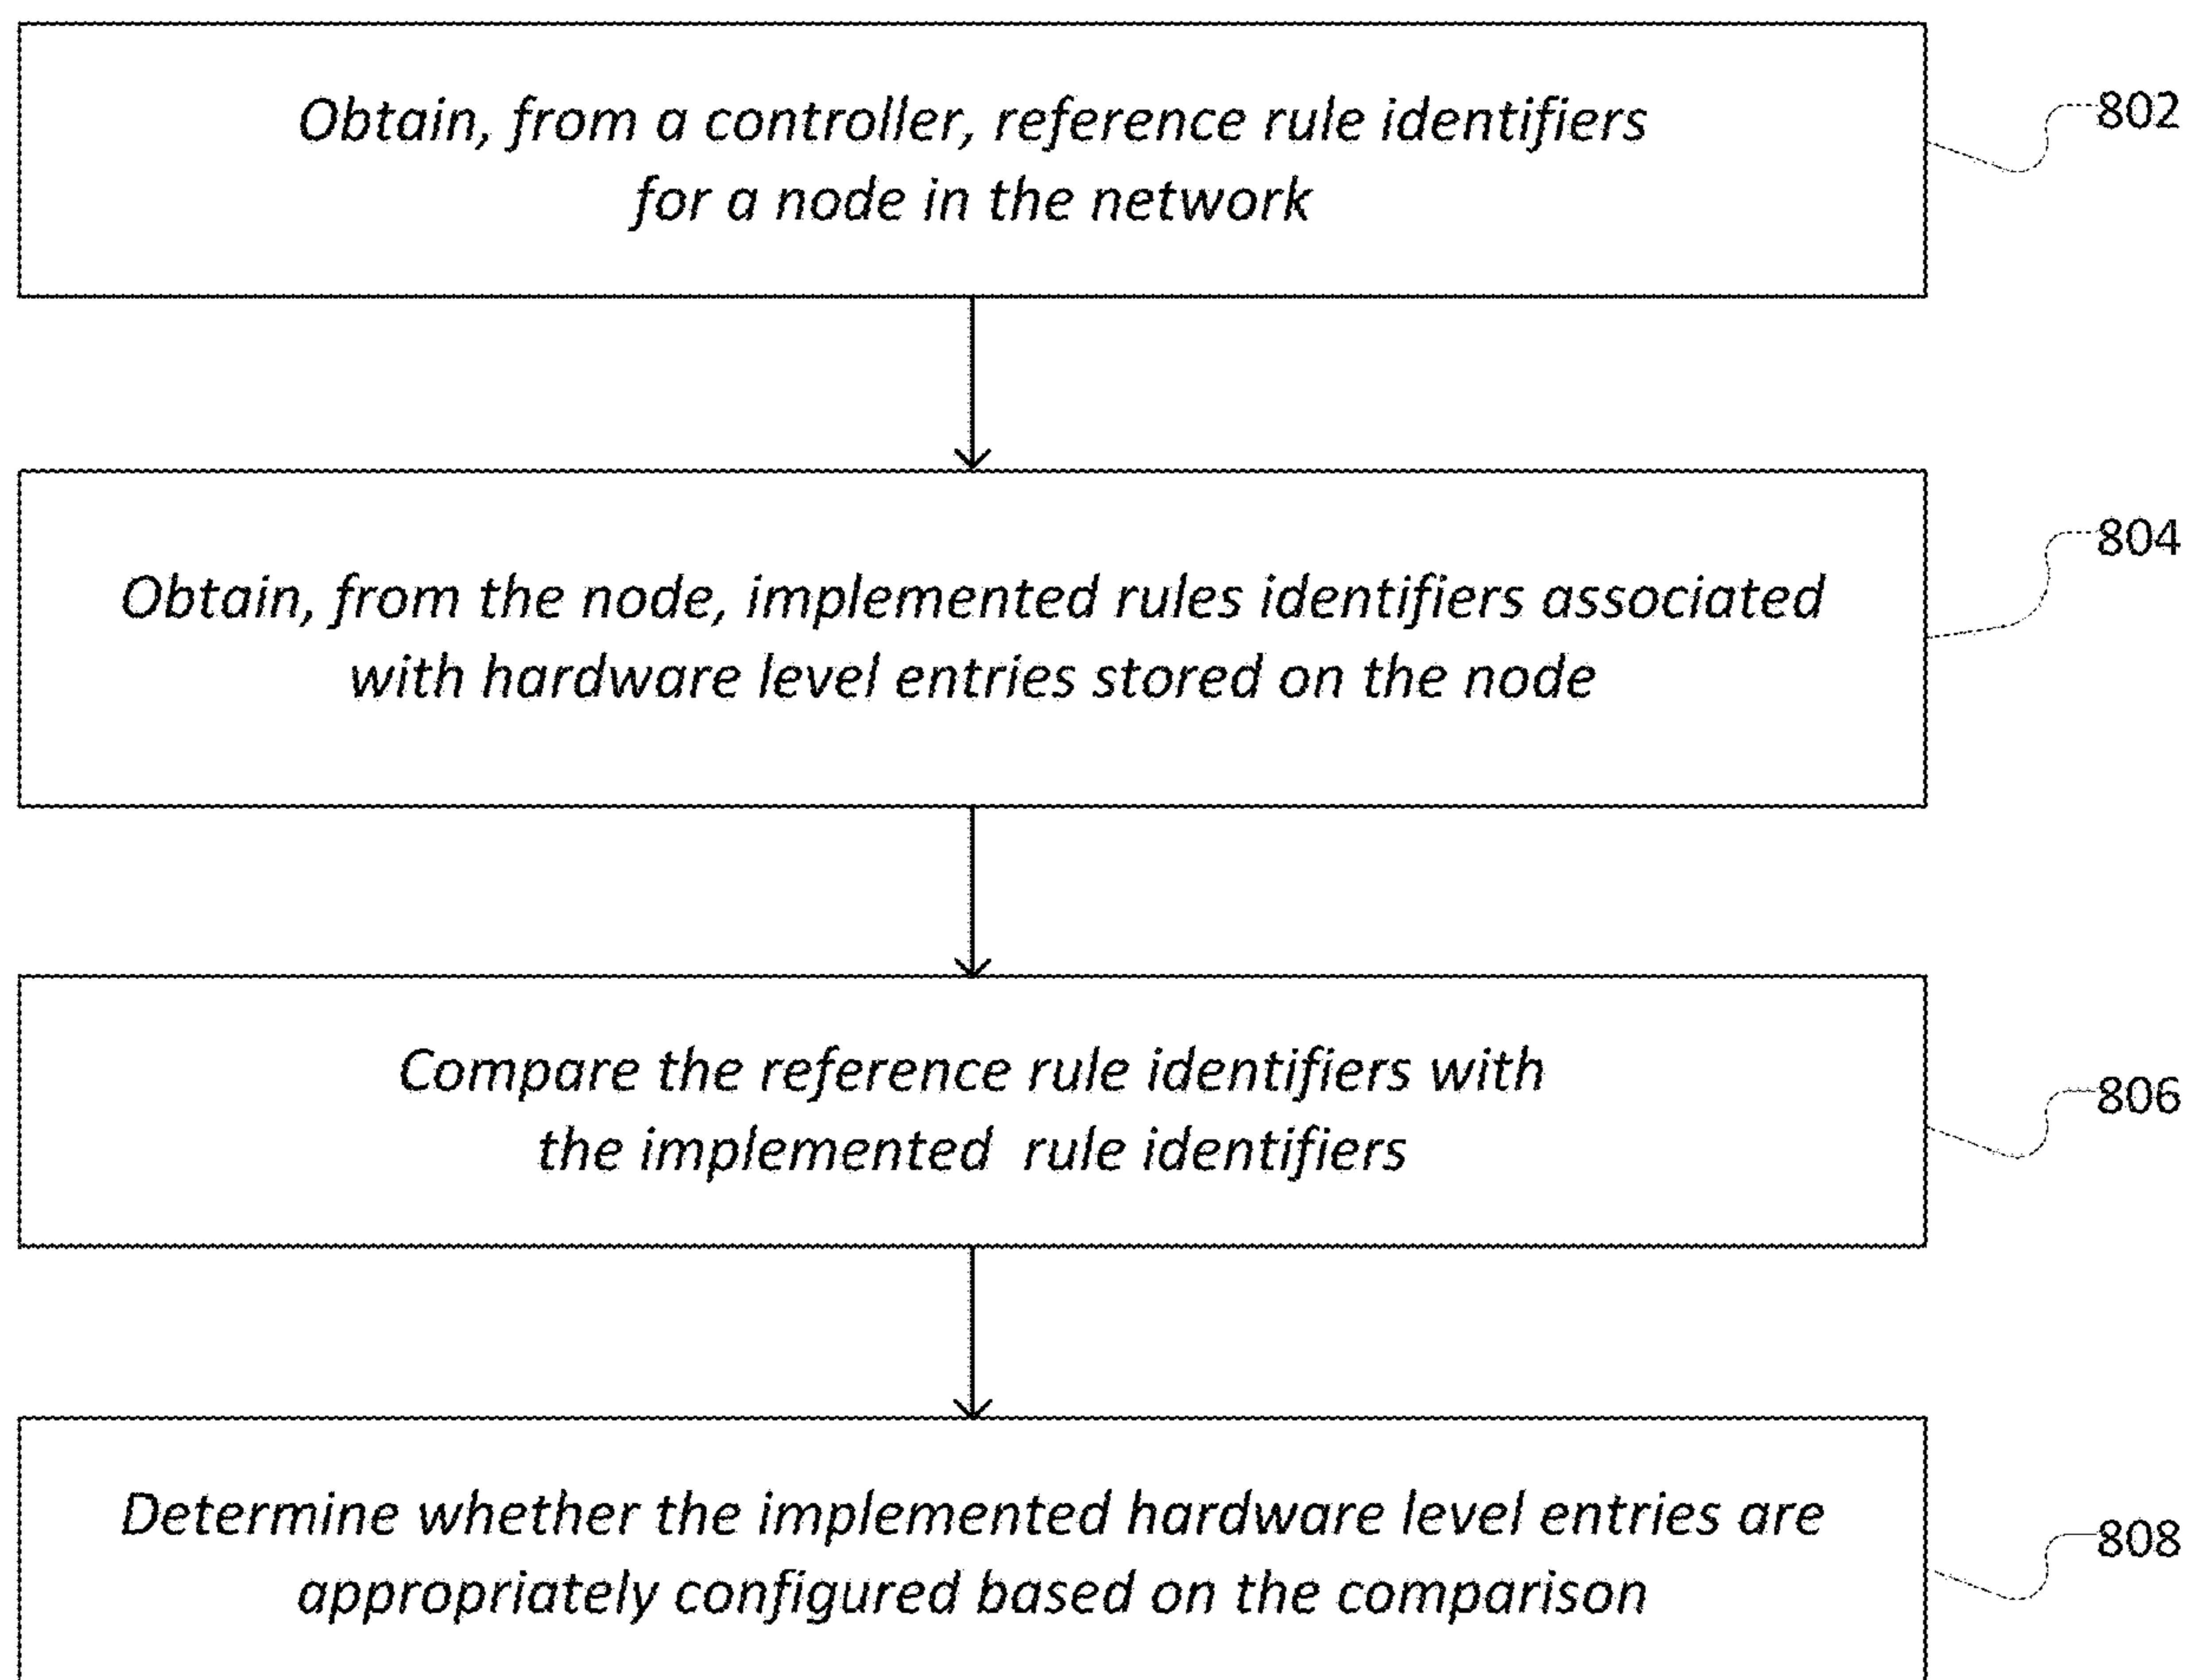 Obtain, from a controller, reference rule identifiers
for a node in the network
802
Obtain, from the node, implemented rules identifiers associated
with hardware level entries stored on the node
804
Compare the reference rule identifiers with
the implemented  rule identifiers
806
Determine whether the implemented hardware level entries are
appropriately configured based on the comparison
808